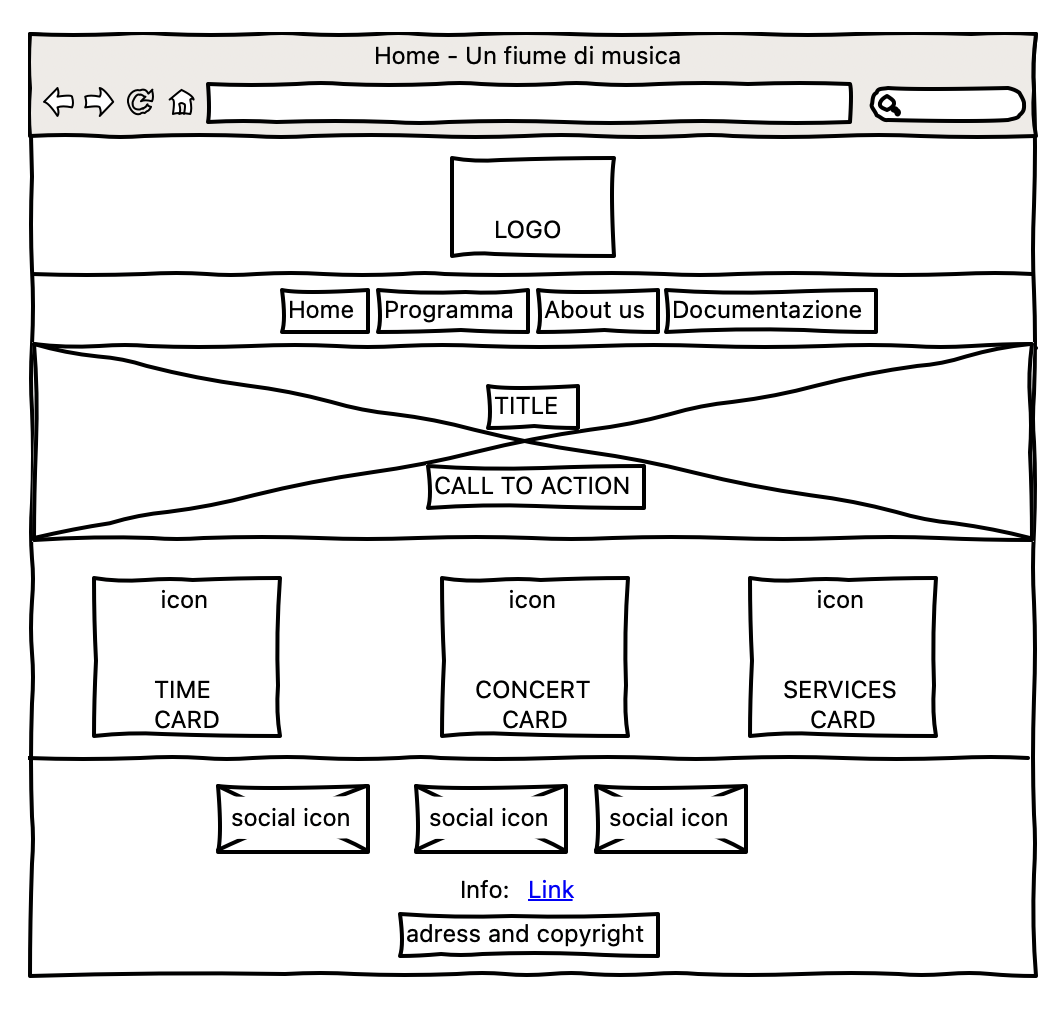 Home - Un fiume di musica
LOGO
Home Programma About us Documentazione
TITLE
CALL TO ACTION
icon icon icon
TIME CONCERT SERVICES
CARD CARD CARD
social icon social icon social icon
Info: Link
adress and copyright